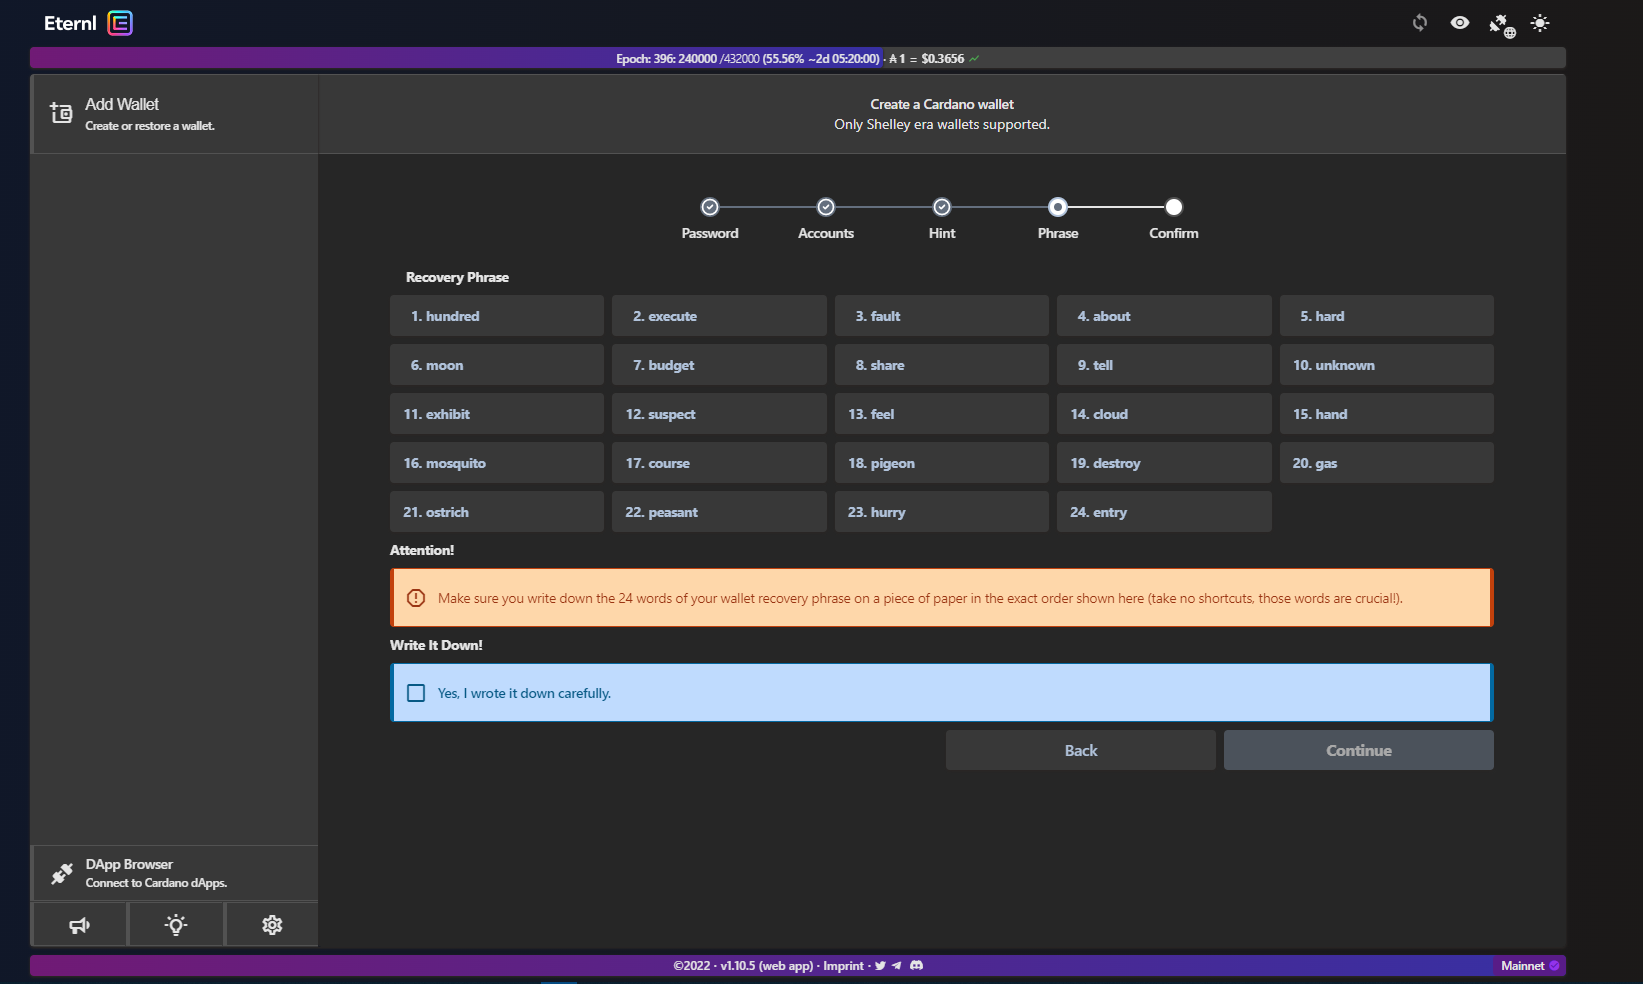 Eternl
Epoch: 396: 240000 /432000 (55.56% ~2d 05:20:00) · ₳ 1 = $0.3656
Add Wallet
Create or restore a wallet.
Create a Cardano wallet
Only Shelley era wallets supported.
Password Accounts Hint Phrase Confirm
Recovery Phrase
1. hundred 2. execute 3. fault 4. about 5. hard
6. moon 7. budget 8. share 9. tell 10. unknown
11. exhibit 12. suspect 13. feel 14. cloud 15. hand
16. mosquito 17. course 18. pigeon 19. destroy 20. gas
21. ostrich 22. peasant 23. hurry 24. entry
Attention!
Make sure you write down the 24 words of your wallet recovery phrase on a piece of paper in the exact order shown here (take no shortcuts, those words are crucial!).
Write It Down!
Yes, I wrote it down carefully.
Back Continue
DApp Browser
Connect to Cardano dApps.
©2022 · v1.10.5 (web app) · Imprint ·
Mainnet